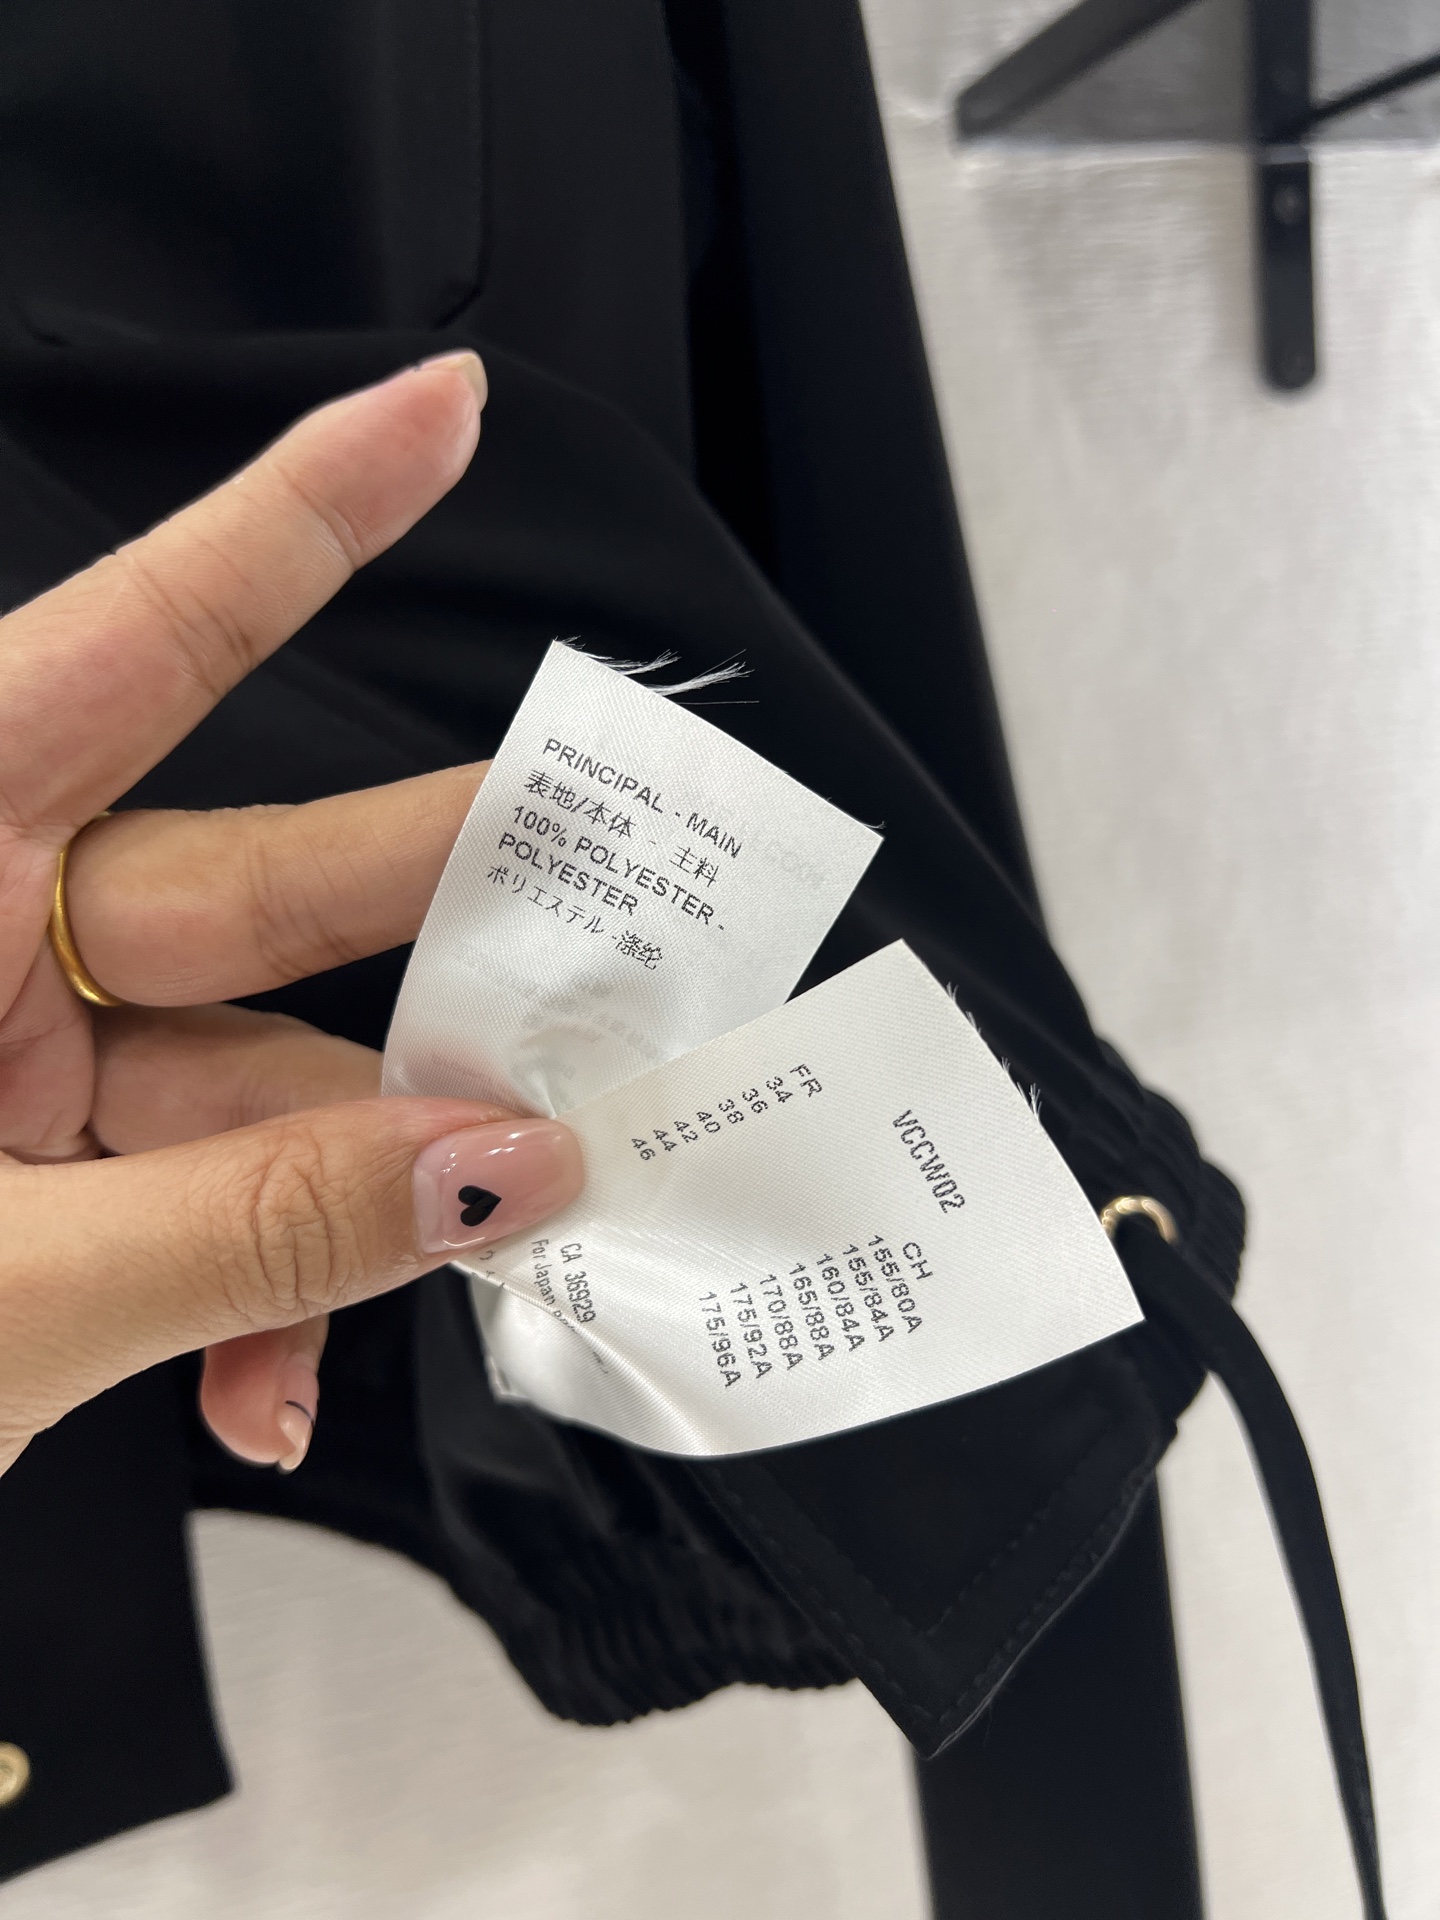 PRINCIPAL - MAIN
表地/本体 - 主料
100% POLYESTER -
POLYESTER
ポリエステル -涤纶
VCCW02
FR
34
36
38
40
42
44
46
CH
155/80A
155/84A
160/84A
165/88A
170/88A
175/92A
175/96A
CA 36929
For Japan